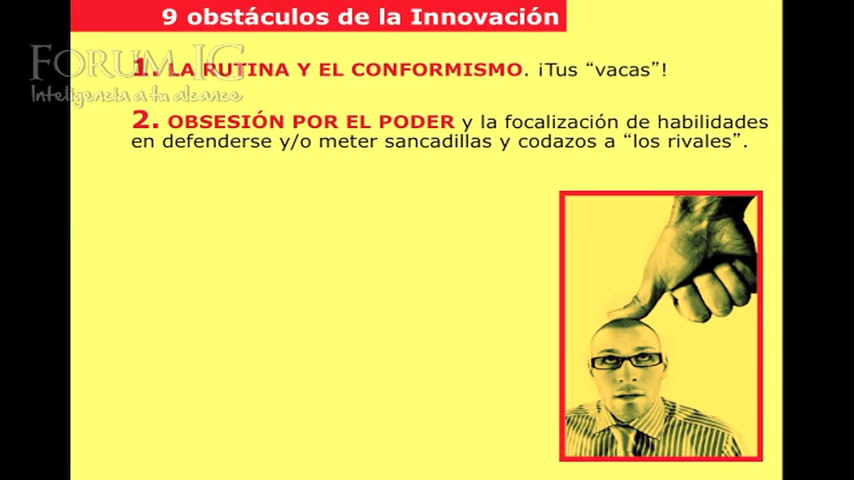 9 obstáculos de la Innovación
FORUM IG
Inteligencia a tu alcance
1. LA RUTINA Y EL CONFORMISMO. ¡Tus “vacas”!
2. OBSESIÓN POR EL PODER y la focalización de habilidades
en defenderse y/o meter sancadillas y codazos a “los rivales”.